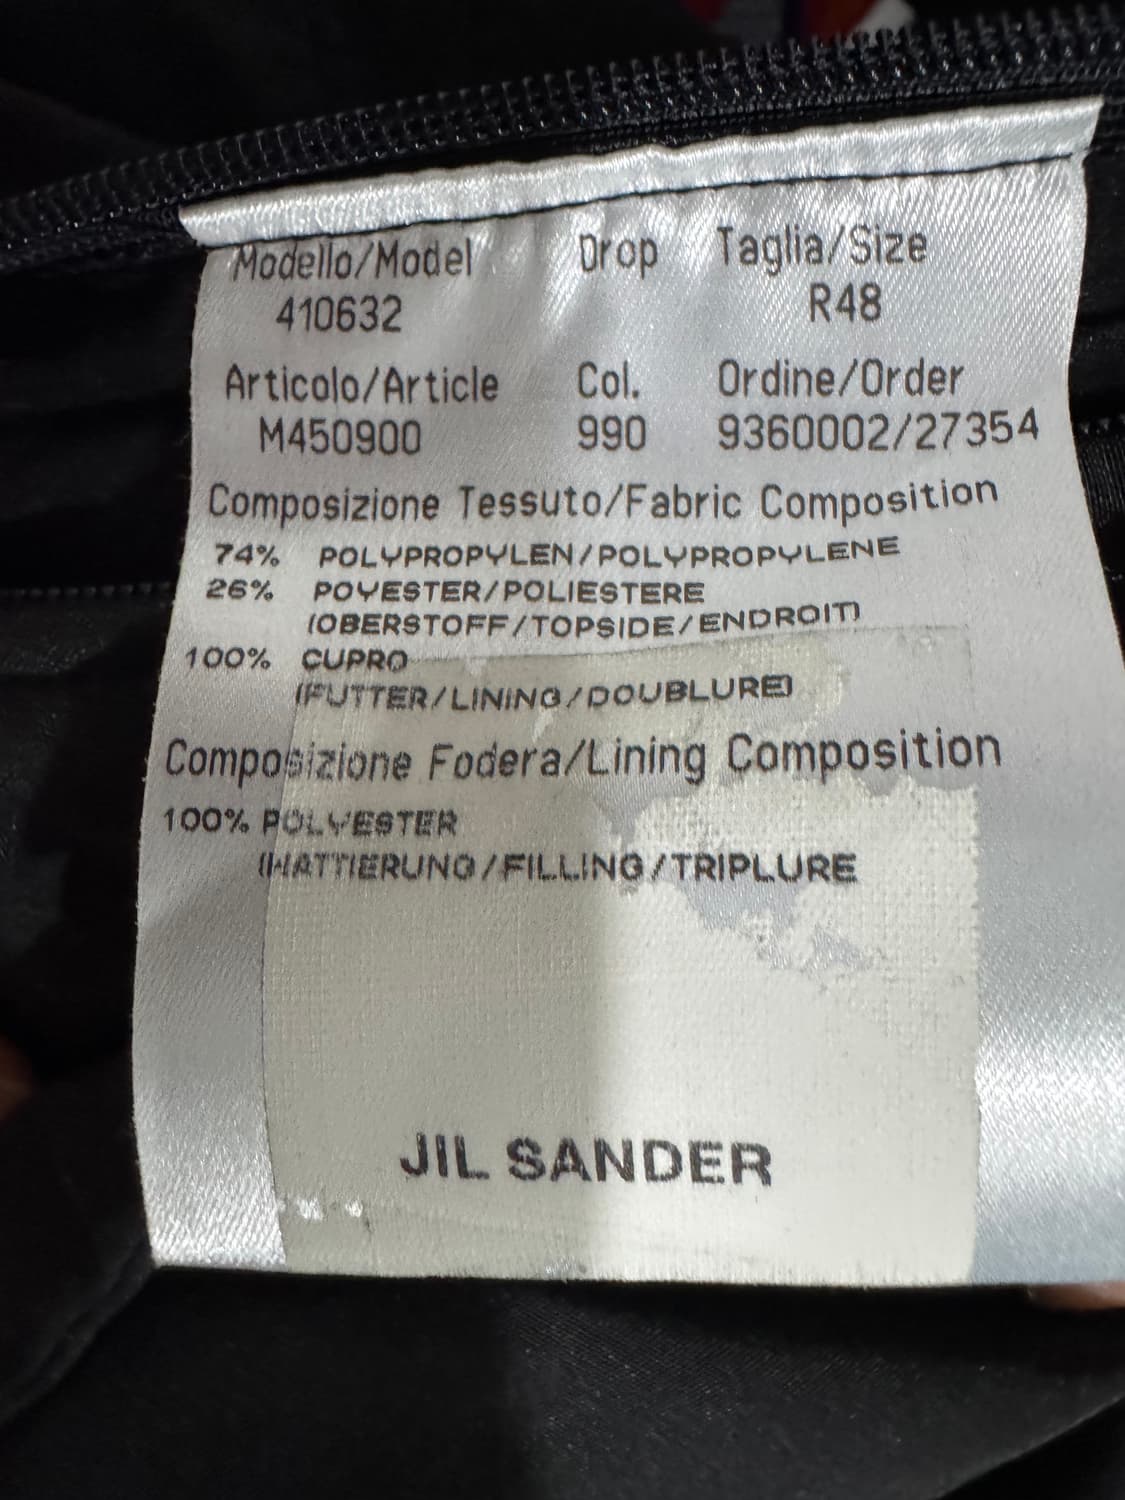 Modello/Model Drop Taglia/Size
410632 R48
Articolo/Article Col. Ordine/Order
M450900 990 9360002/27354
Composizione Tessuto/Fabric Composition
74% POLYPROPYLEN/POLYPROPYLENE
26% POYESTER/POLIESTERE
(OBERSTOFF/TOPSIDE/ENDROIT)
100% CUPRO
(FUTTER/LINING/DOUBLURE)
Composizione Fodera/Lining Composition
100% POLYESTER
(WATTIERUNG/FILLING/TRIPLURE
JIL SANDER